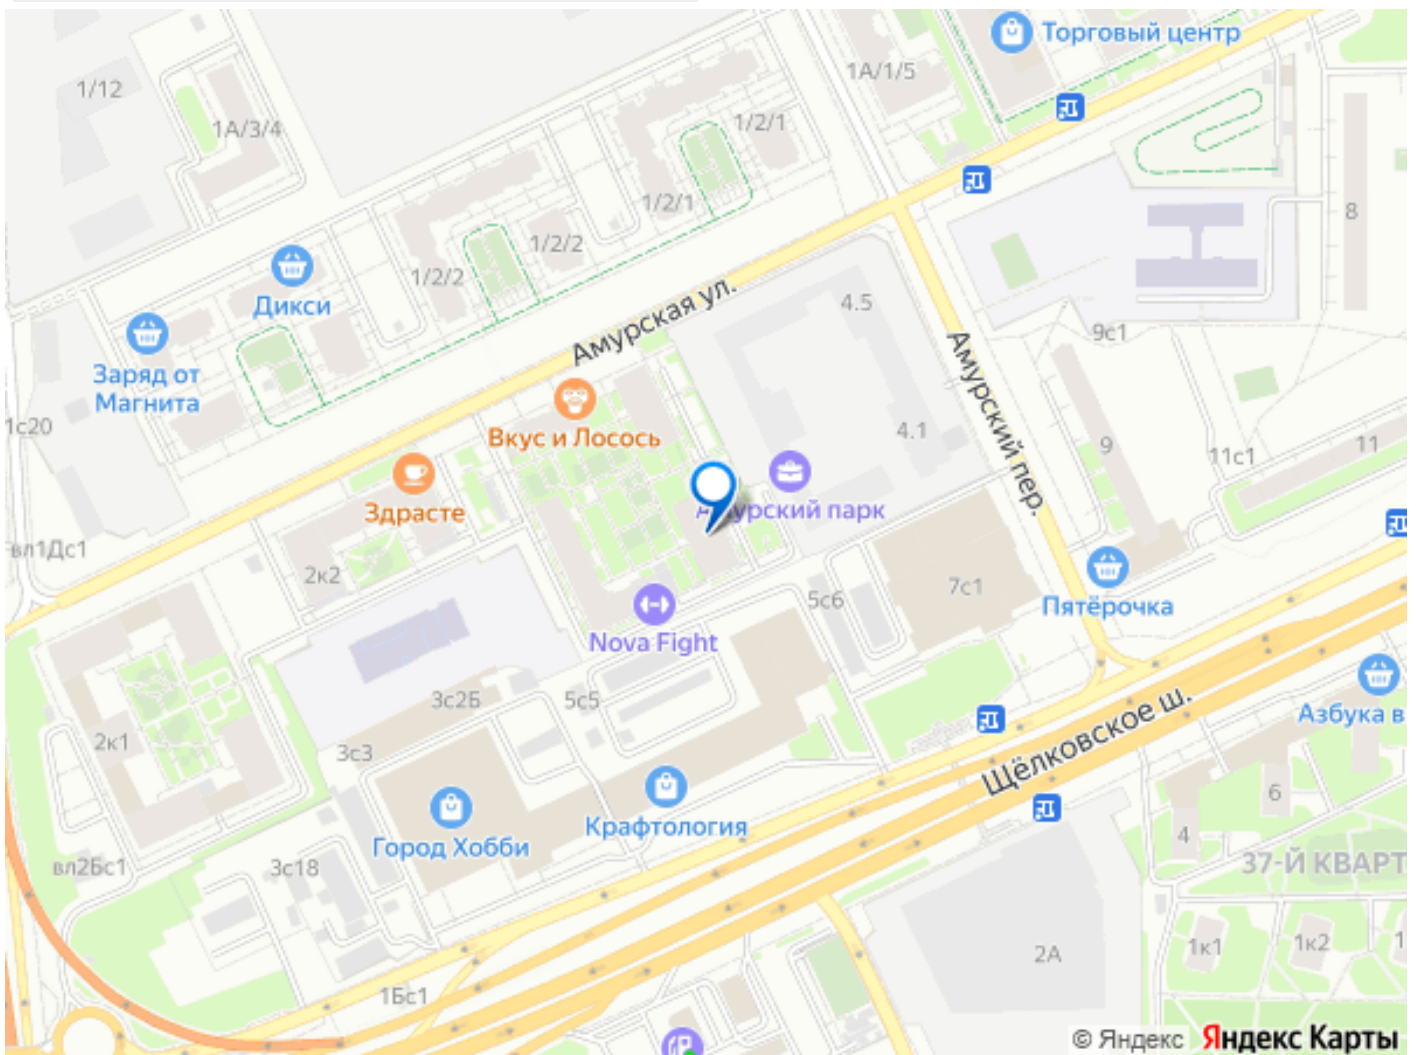 Торговый центр
1/12
1А/1/5
1А/3/4
1/2/1
1/2/1
8
1/2/2
1/2/2
Дикси
Амурская ул.
4.5
9с1
Заряд от
Магнита
Амурский пер.
1с20
Вкус и Лосось
4.1
9
11с1
11
Здрасте
Амурский парк
вл1Дс1
2к2
5с6
7с1
Пятёрочка
Nova Fight
3с2Б
5с5
Щёлковское ш.
Азбука в
2к1
3с3
6
Город Хобби
Крафтология
4
вл2Бс1
3с18
37-Й КВАРТ
2А
1к1
1к2
1
1Бс1
© Яндекс Яндекс Карты